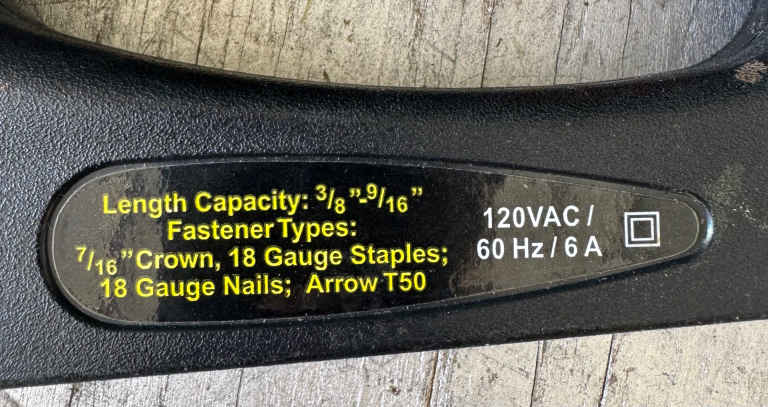 Length Capacity: 3/8"-9/16"
Fastener Types:
7/16" Crown, 18 Gauge Staples;
18 Gauge Nails; Arrow T50
120VAC /
60 Hz / 6 A